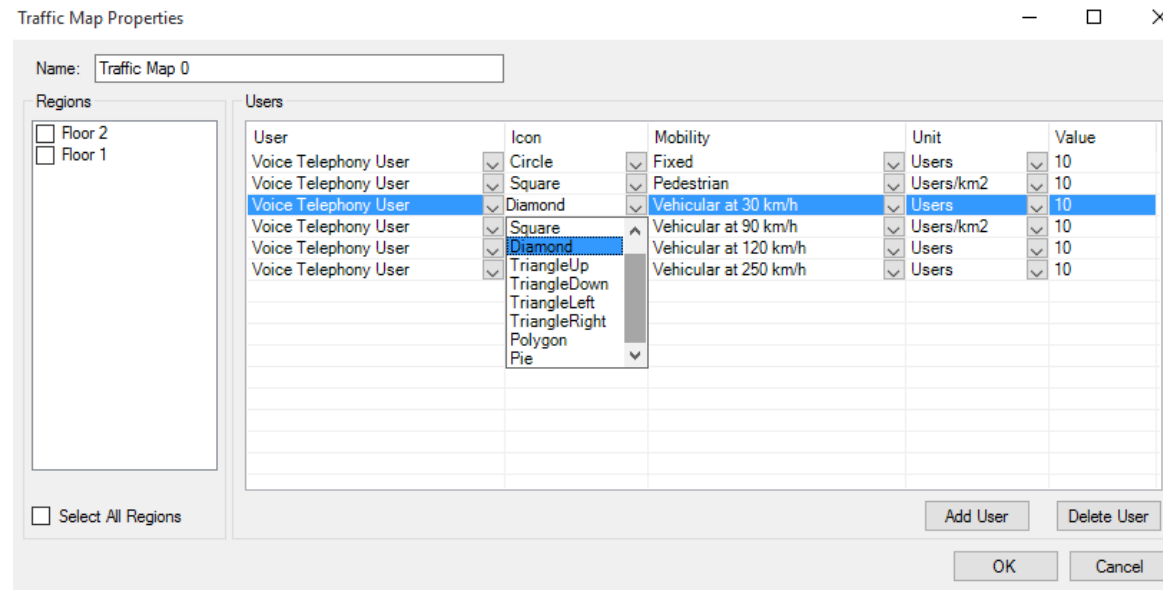 Traffic Map Properties
Name: Traffic Map 0
Regions
Floor 2
Floor 1
Select All Regions
Users
User Icon Mobility Unit Value
Voice Telephony User Circle Fixed Users 10
Voice Telephony User Square Pedestrian Users/km2 10
Voice Telephony User Diamond Vehicular at 30 km/h Users 10
Voice Telephony User Vehicular at 90 km/h Users/km2 10
Voice Telephony User Vehicular at 120 km/h Users 10
Voice Telephony User Vehicular at 250 km/h Users 10
Square
Diamond
TriangleUp
TriangleDown
TriangleLeft
TriangleRight
Polygon
Pie
Add User Delete User
OK Cancel